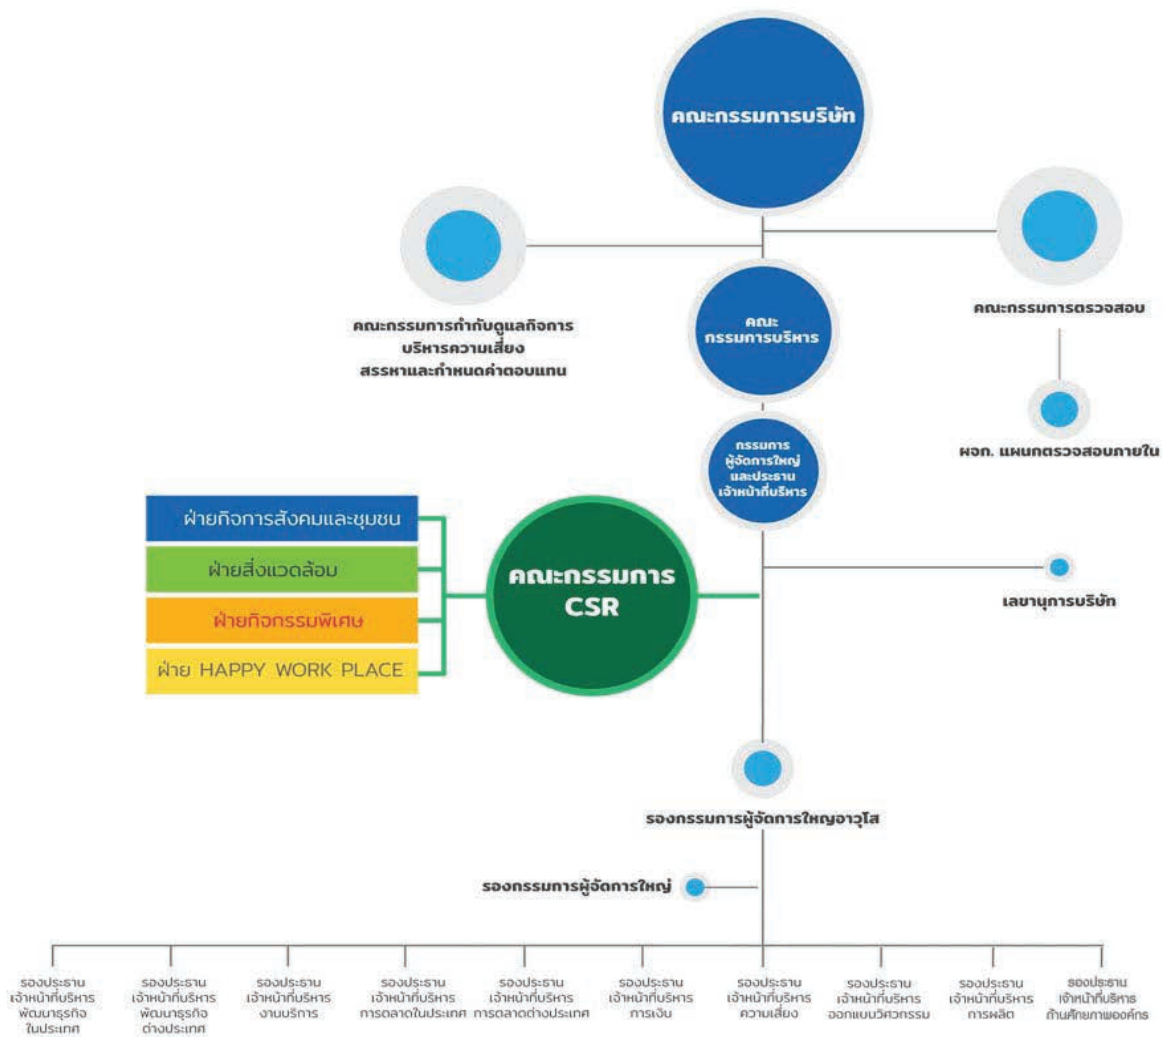 คณะกรรมการบริษัท
คณะกรรมการกำกับดูแลกิจการ
บริหารความเสี่ยง
สรรหาและกำหนดค่าตอบแทน
คณะ
กรรมการบริหาร
คณะกรรมการตรวจสอบ
ผจก. แผนกตรวจสอบภายใน
กรรมการ
ผู้จัดการใหญ่
และประธาน
เจ้าหน้าที่บริหาร
ฝ่ายกิจการสังคมและชุมชน
ฝ่ายสิ่งแวดล้อม
ฝ่ายกิจกรรมพิเศษ
ฝ่าย HAPPY WORK PLACE
คณะกรรมการ
CSR
เลขานุการบริษัท
รองกรรมการผู้จัดการใหญ่อาวุโส
รองกรรมการผู้จัดการใหญ่
รองประธาน
เจ้าหน้าที่บริหาร
พัฒนาธุรกิจ
ในประเทศ
รองประธาน
เจ้าหน้าที่บริหาร
พัฒนาธุรกิจ
ต่างประเทศ
รองประธาน
เจ้าหน้าที่บริหาร
งานบริการ
รองประธาน
เจ้าหน้าที่บริหาร
การตลาดในประเทศ
รองประธาน
เจ้าหน้าที่บริหาร
การตลาดต่างประเทศ
รองประธาน
เจ้าหน้าที่บริหาร
การเงิน
รองประธาน
เจ้าหน้าที่บริหาร
ความเสี่ยง
รองประธาน
เจ้าหน้าที่บริหาร
ออกแบบวิศวกรรม
รองประธาน
เจ้าหน้าที่บริหาร
การผลิต
รองประธาน
เจ้าหน้าที่บริหาร
ด้านศักยภาพองค์กร